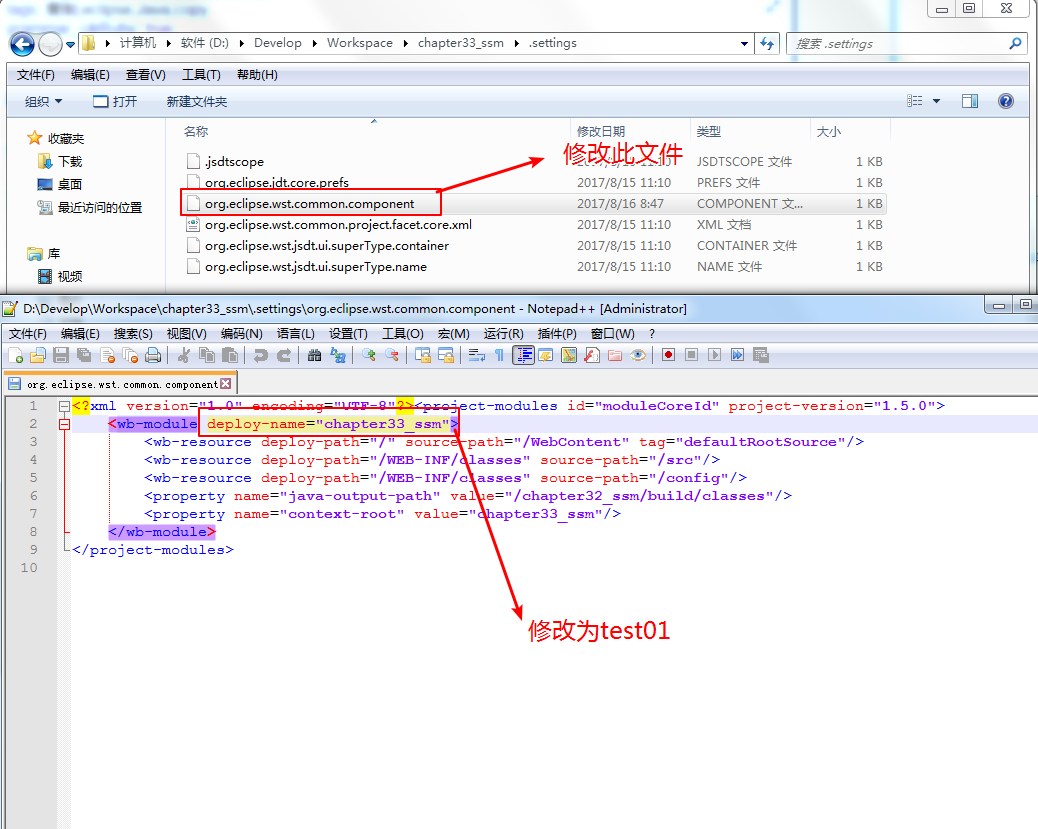 计算机 ▸ 软件 (D:) ▸ Develop ▸ Workspace ▸ chapter33_ssm ▸ .settings
搜索 .settings
文件(F) 编辑(E) 查看(V) 工具(T) 帮助(H)
组织 打开 新建文件夹
名称 修改日期 类型 大小
收藏夹
下载
桌面
最近访问的位置
库
视频
修改此文件
.jsdtscope 2017/8/15 11:10 JSDTSCOPE 文件 1 KB
org.eclipse.jdt.core.prefs 2017/8/15 11:10 PREFS 文件 1 KB
org.eclipse.wst.common.component 2017/8/16 8:47 COMPONENT 文... 1 KB
org.eclipse.wst.common.project.facet.core.xml 2017/8/15 11:10 XML 文档 1 KB
org.eclipse.wst.jsdt.ui.superType.container 2017/8/15 11:10 CONTAINER 文件 1 KB
org.eclipse.wst.jsdt.ui.superType.name 2017/8/15 11:10 NAME 文件 1 KB
D:\Develop\Workspace\chapter33_ssm\.settings\org.eclipse.wst.common.component - Notepad++ [Administrator]
文件(F) 编辑(E) 搜索(S) 视图(V) 编码(N) 语言(L) 设置(T) 工具(O) 宏(M) 运行(R) 插件(P) 窗口(W) ?
org.eclipse.wst.common.component
1 <?xml version="1.0" encoding="UTF-8"?><project-modules id="moduleCoreId" project-version="1.5.0">
2 <wb-module deploy-name="chapter33_ssm">
3 <wb-resource deploy-path="/" source-path="/WebContent" tag="defaultRootSource"/>
4 <wb-resource deploy-path="/WEB-INF/classes" source-path="/src"/>
5 <wb-resource deploy-path="/WEB-INF/classes" source-path="/config"/>
6 <property name="java-output-path" value="/chapter32_ssm/build/classes"/>
7 <property name="context-root" value="chapter33_ssm"/>
8 </wb-module>
9 </project-modules>
10
修改为test01